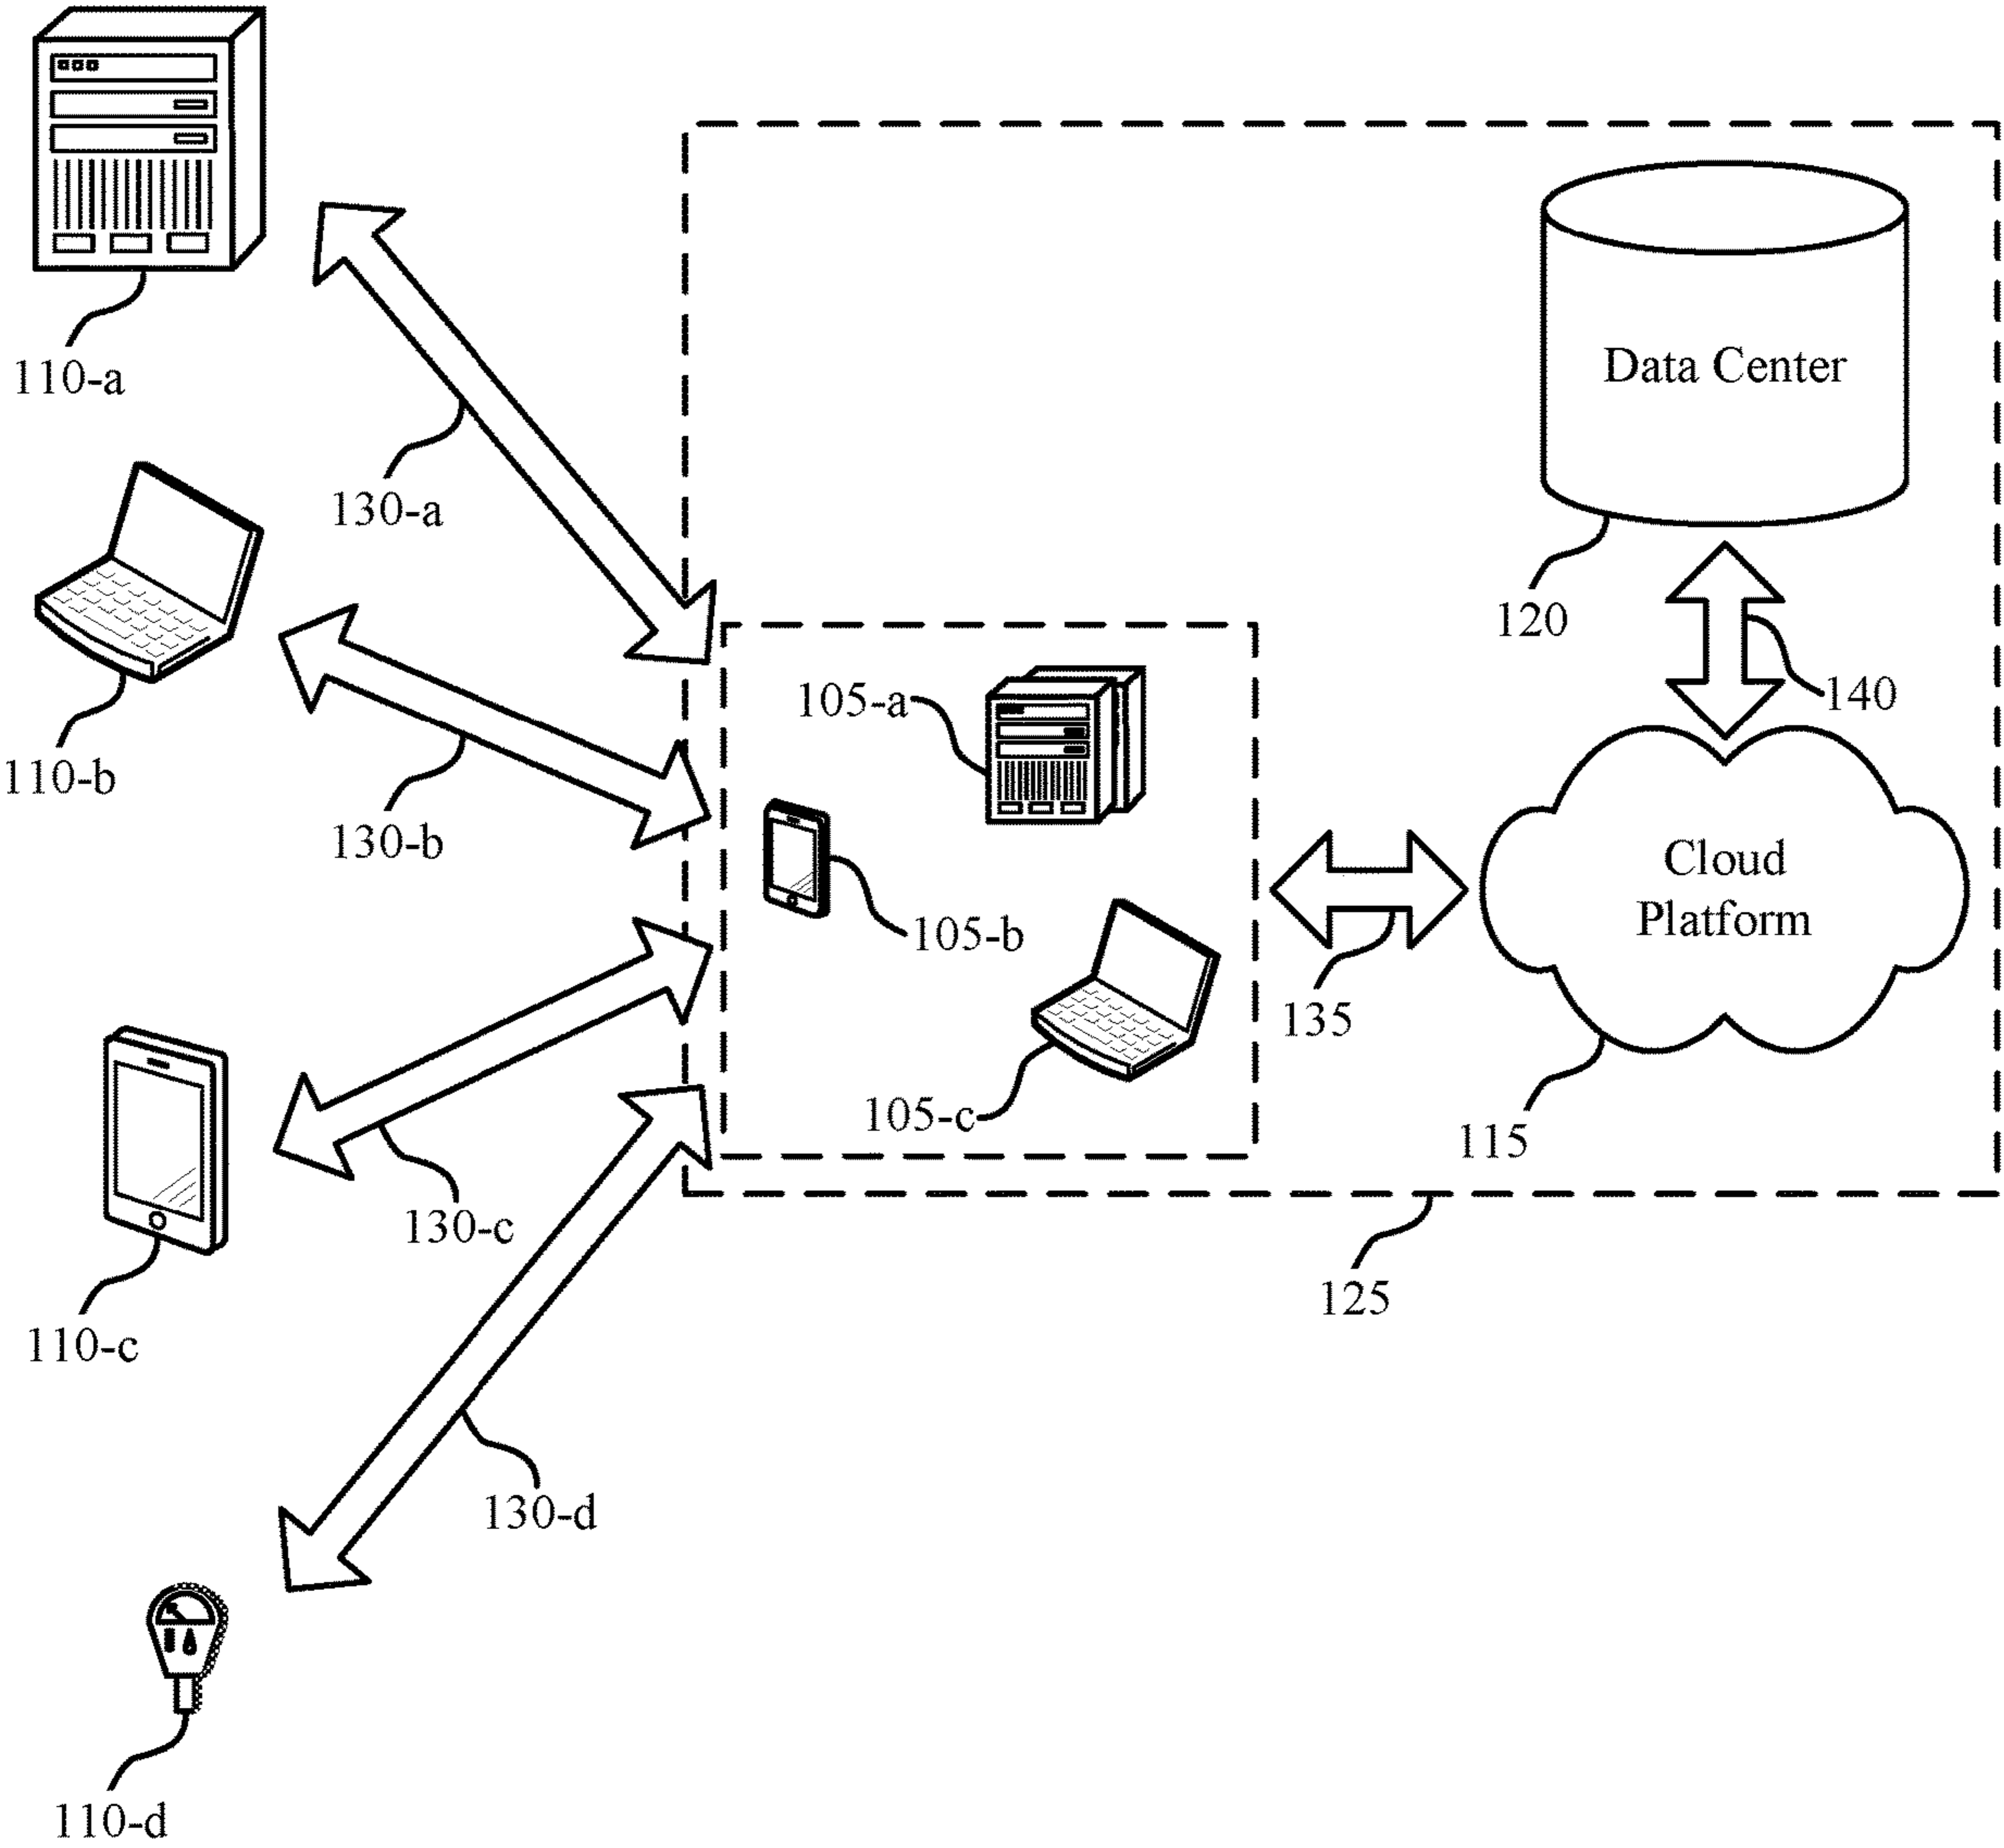 110-a
130-a
110-b
130-b
110-c
130-c
110-d
130-d
105-a
105-b
105-c
Data Center
120
140
Cloud
Platform
135
115
125